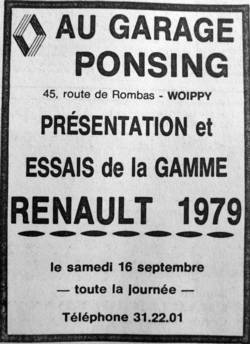 AU GARAGE
PONSING
45, route de Rombas - WOIPPY
PRÉSENTATION et
ESSAIS de la GAMME
RENAULT 1979
le samedi 16 septembre
— toute la journée —
Téléphone 31.22.01